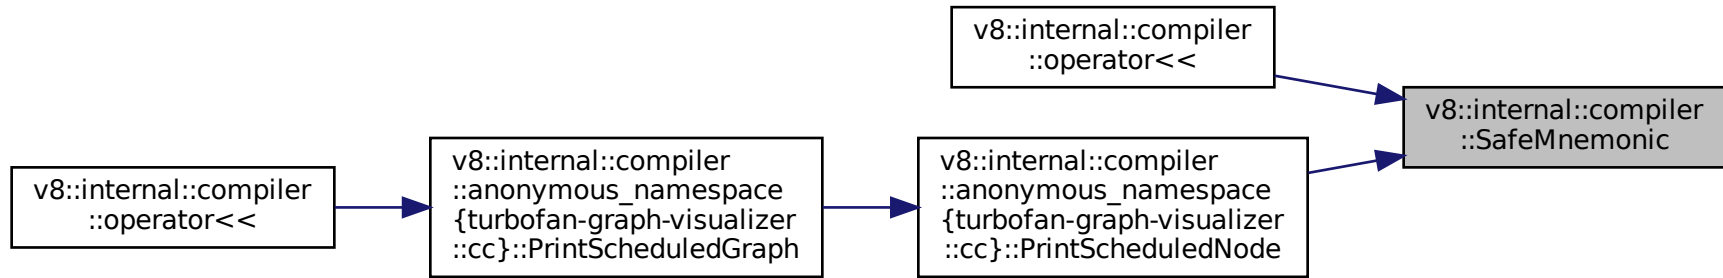 v8::internal::compiler
::operator<<
v8::internal::compiler
::SafeMnemonic
v8::internal::compiler
::operator<<
v8::internal::compiler
::anonymous_namespace
{turbofan-graph-visualizer
::cc}::PrintScheduledGraph
v8::internal::compiler
::anonymous_namespace
{turbofan-graph-visualizer
::cc}::PrintScheduledNode